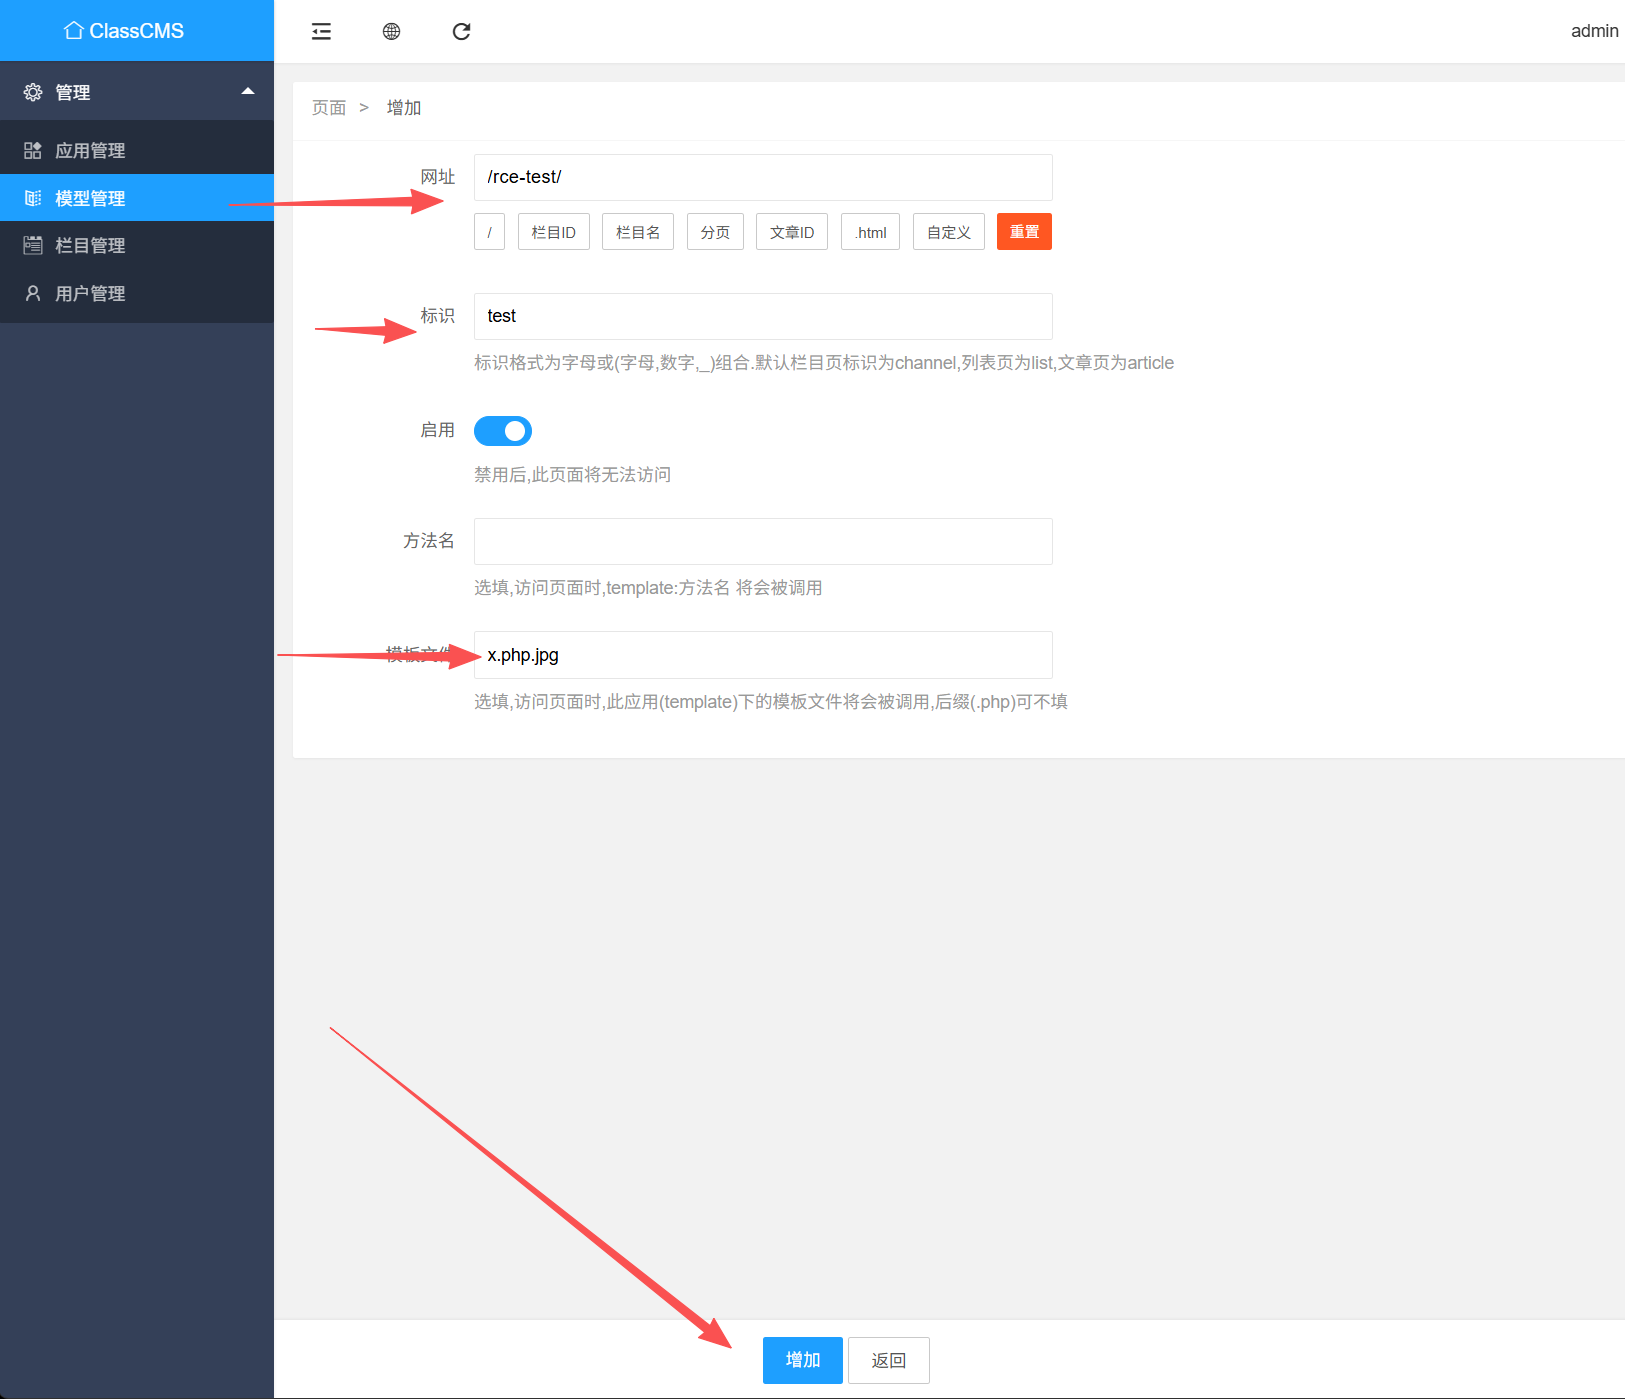 ClassCMS
admin
管理
应用管理
模型管理
栏目管理
用户管理
页面 > 增加
网址 /rce-test/
/ 栏目ID 栏目名 分页 文章ID .html 自定义 重置
标识 test
标识格式为字母或(字母,数字,_)组合.默认栏目页标识为channel,列表页为list,文章页为article
启用
禁用后,此页面将无法访问
方法名
选填,访问页面时,template:方法名 将会被调用
模板文件 x.php.jpg
选填,访问页面时,此应用(template)下的模板文件将会被调用,后缀(.php)可不填
增加 返回